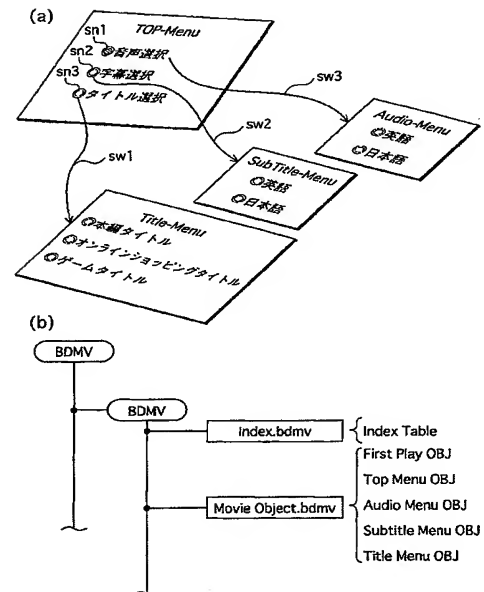 (a)
TOP-Menu
sn1
◎音声選択
sn2
◎字幕選択
sn3
◎タイトル選択
sw3
sw2
sw1
Audio-Menu
◎英語
◎日本語
SubTitle-Menu
◎英語
◎日本語
Title-Menu
◎本編タイトル
◎オンラインショッピングタイトル
◎ゲームタイトル
(b)
BDMV
BDMV
Index.bdmv
Index Table
First Play OBJ
Top Menu OBJ
Movie Object.bdmv
Audio Menu OBJ
Subtitle Menu OBJ
Title Menu OBJ